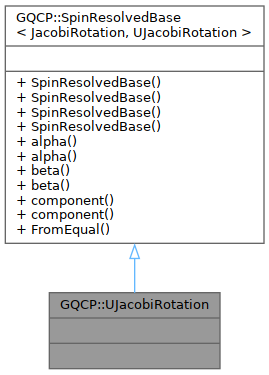 GQCP::SpinResolvedBase
< JacobiRotation, UJacobiRotation >
+ SpinResolvedBase()
+ SpinResolvedBase()
+ SpinResolvedBase()
+ SpinResolvedBase()
+ alpha()
+ alpha()
+ beta()
+ beta()
+ component()
+ component()
+ FromEqual()
GQCP::UJacobiRotation